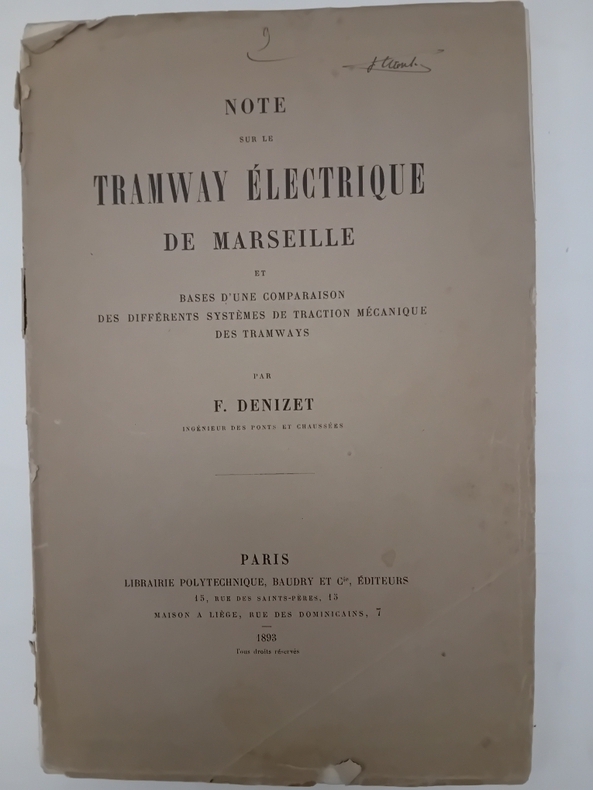 9
NOTE
SUR LE
TRAMWAY ÉLECTRIQUE
DE MARSEILLE
ET
BASES D'UNE COMPARAISON
DES DIFFÉRENTS SYSTÈMES DE TRACTION MÉCANIQUE
DES TRAMWAYS
PAR
F. DENIZET
INGÉNIEUR DES PONTS ET CHAUSSÉES
PARIS
LIBRAIRIE POLYTECHNIQUE, BAUDRY ET Cie, ÉDITEURS
15, RUE DES SAINTS-PÈRES, 15
MAISON A LIÈGE, RUE DES DOMINICAINS, 7
1893
Tous droits réservés